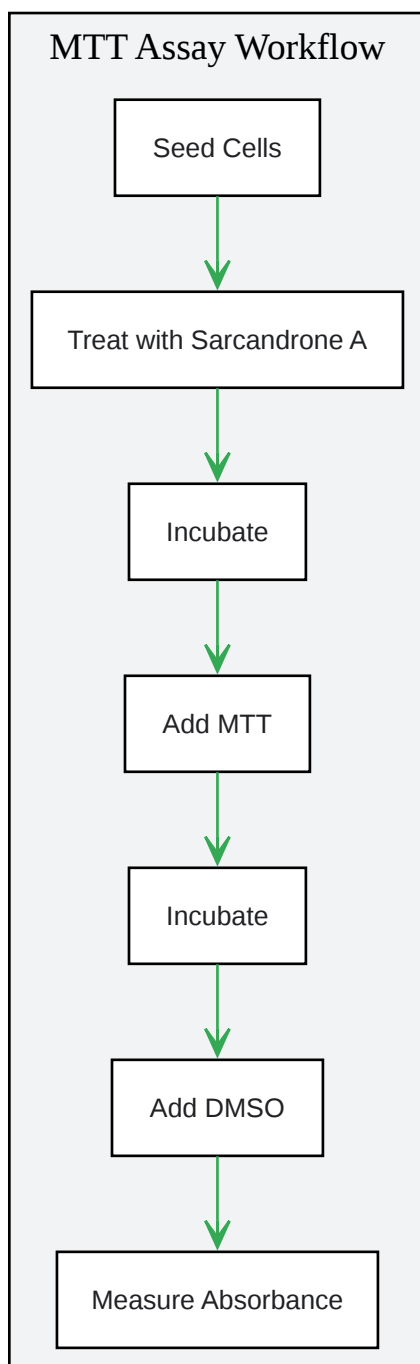 MTT Assay Workflow
Seed Cells
Treat with Sarcandrone A
Incubate
Add MTT
Incubate
Add DMSO
Measure Absorbance